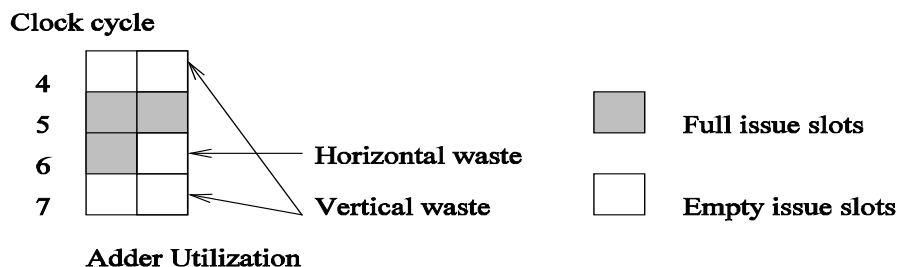 Clock cycle
4
5
6
7
Horizontal waste
Vertical waste
Full issue slots
Empty issue slots
Adder Utilization